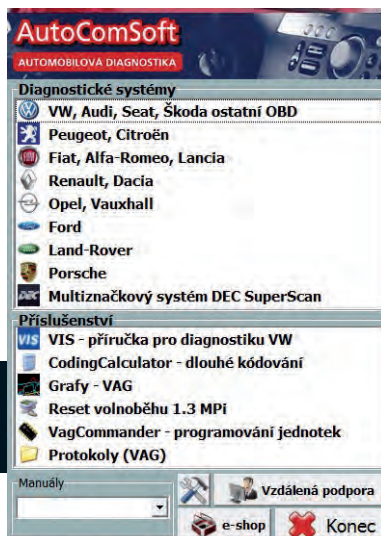 AutoComSoft
AUTOMOBILOVÁ DIAGNOSTIKA
Diagnostické systémy
VW, Audi, Seat, Škoda ostatní OBD
Peugeot, Citroën
Fiat, Alfa-Romeo, Lancia
Renault, Dacia
Opel, Vauxhall
Ford
Land-Rover
Porsche
DEC Multiznačkový systém DEC SuperScan
Příslušenství
VIS VIS - příručka pro diagnostiku VW
CodingCalculator - dlouhé kódování
Grafy - VAG
Reset volnoběhu 1.3 MPi
VagCommander - programování jednotek
Protokoly (VAG)
Manuály
Vzdálená podpora
e-shop
Konec